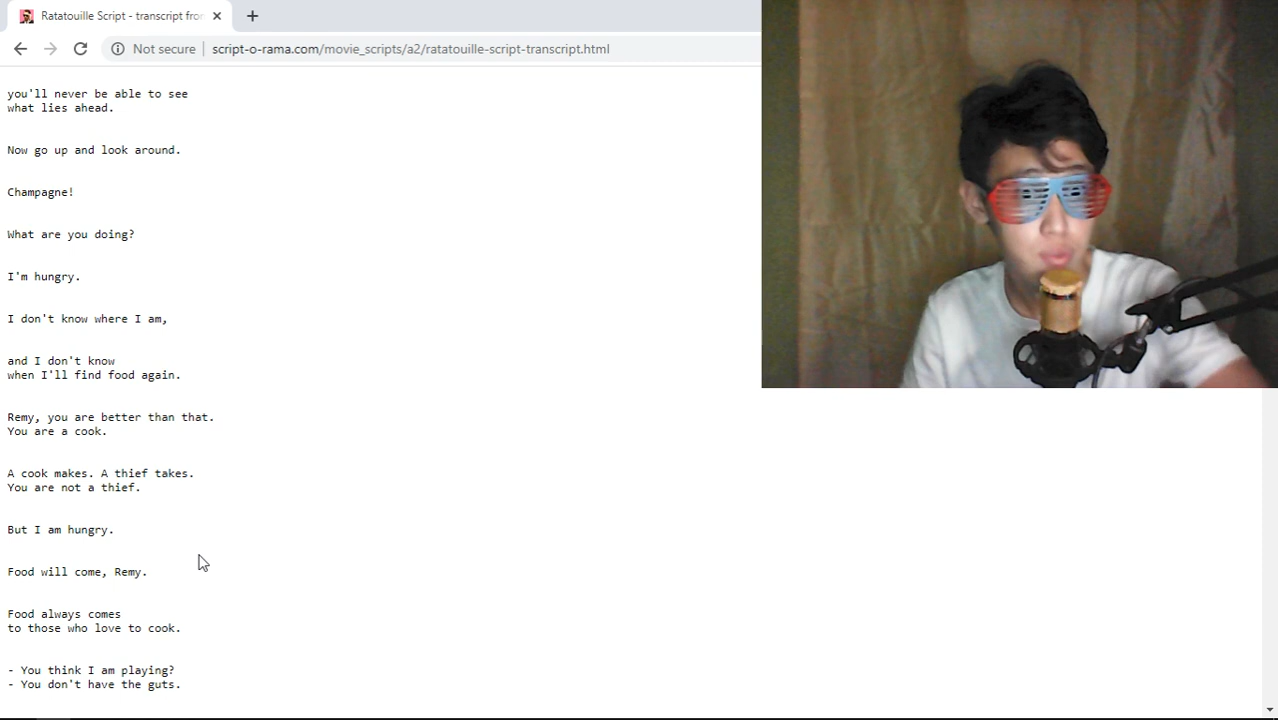 Ratatouille Script - transcript fro
Not secure
script-o-rama.com/movie_scripts/a2/ratatouille-script-transcript.html
you'll never be able to see
what lies ahead.
Now go up and look around.
Champagne!
What are you doing?
I'm hungry.
I don't know where I am,
and I don't know
when I'll find food again.
Remy, you are better than that.
You are a cook.
A cook makes. A thief takes.
You are not a thief.
But I am hungry.
Food will come, Remy.
Food always comes
to those who love to cook.
- You think I am playing?
- You don't have the guts.